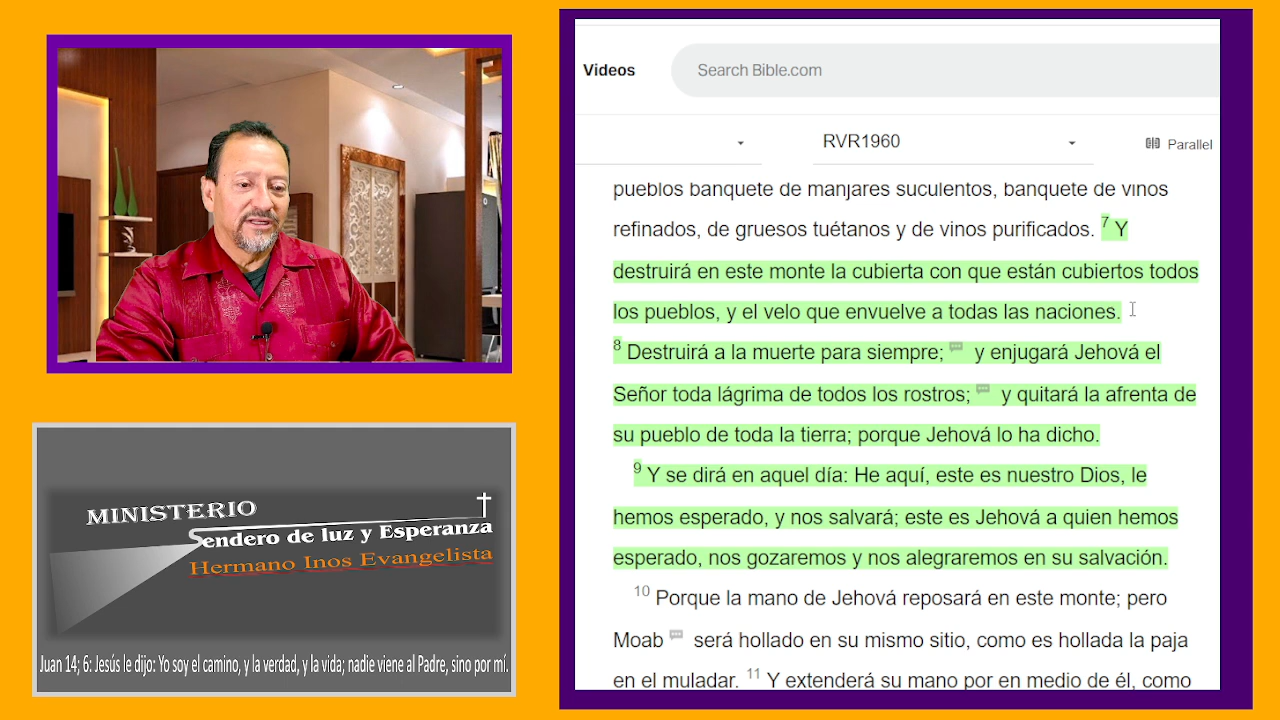 Videos
Search Bible.com
RVR1960
Parallel
pueblos banquete de manjares suculentos, banquete de vinos
refinados, de gruesos tuétanos y de vinos purificados. 7 Y
destruirá en este monte la cubierta con que están cubiertos todos
los pueblos, y el velo que envuelve a todas las naciones.
8 Destruirá a la muerte para siempre; y enjugará Jehová el
Señor toda lágrima de todos los rostros; y quitará la afrenta de
su pueblo de toda la tierra; porque Jehová lo ha dicho.
9 Y se dirá en aquel día: He aquí, este es nuestro Dios, le
hemos esperado, y nos salvará; este es Jehová a quien hemos
esperado, nos gozaremos y nos alegraremos en su salvación.
10 Porque la mano de Jehová reposará en este monte; pero
Moab será hollado en su mismo sitio, como es hollada la paja
en el muladar. 11 Y extenderá su mano por en medio de él, como
MINISTERIO
Sendero de luz y Esperanza
Hermano Inos Evangelista
Juan 14; 6: Jesús le dijo: Yo soy el camino, y la verdad, y la vida; nadie viene al Padre, sino por mí.